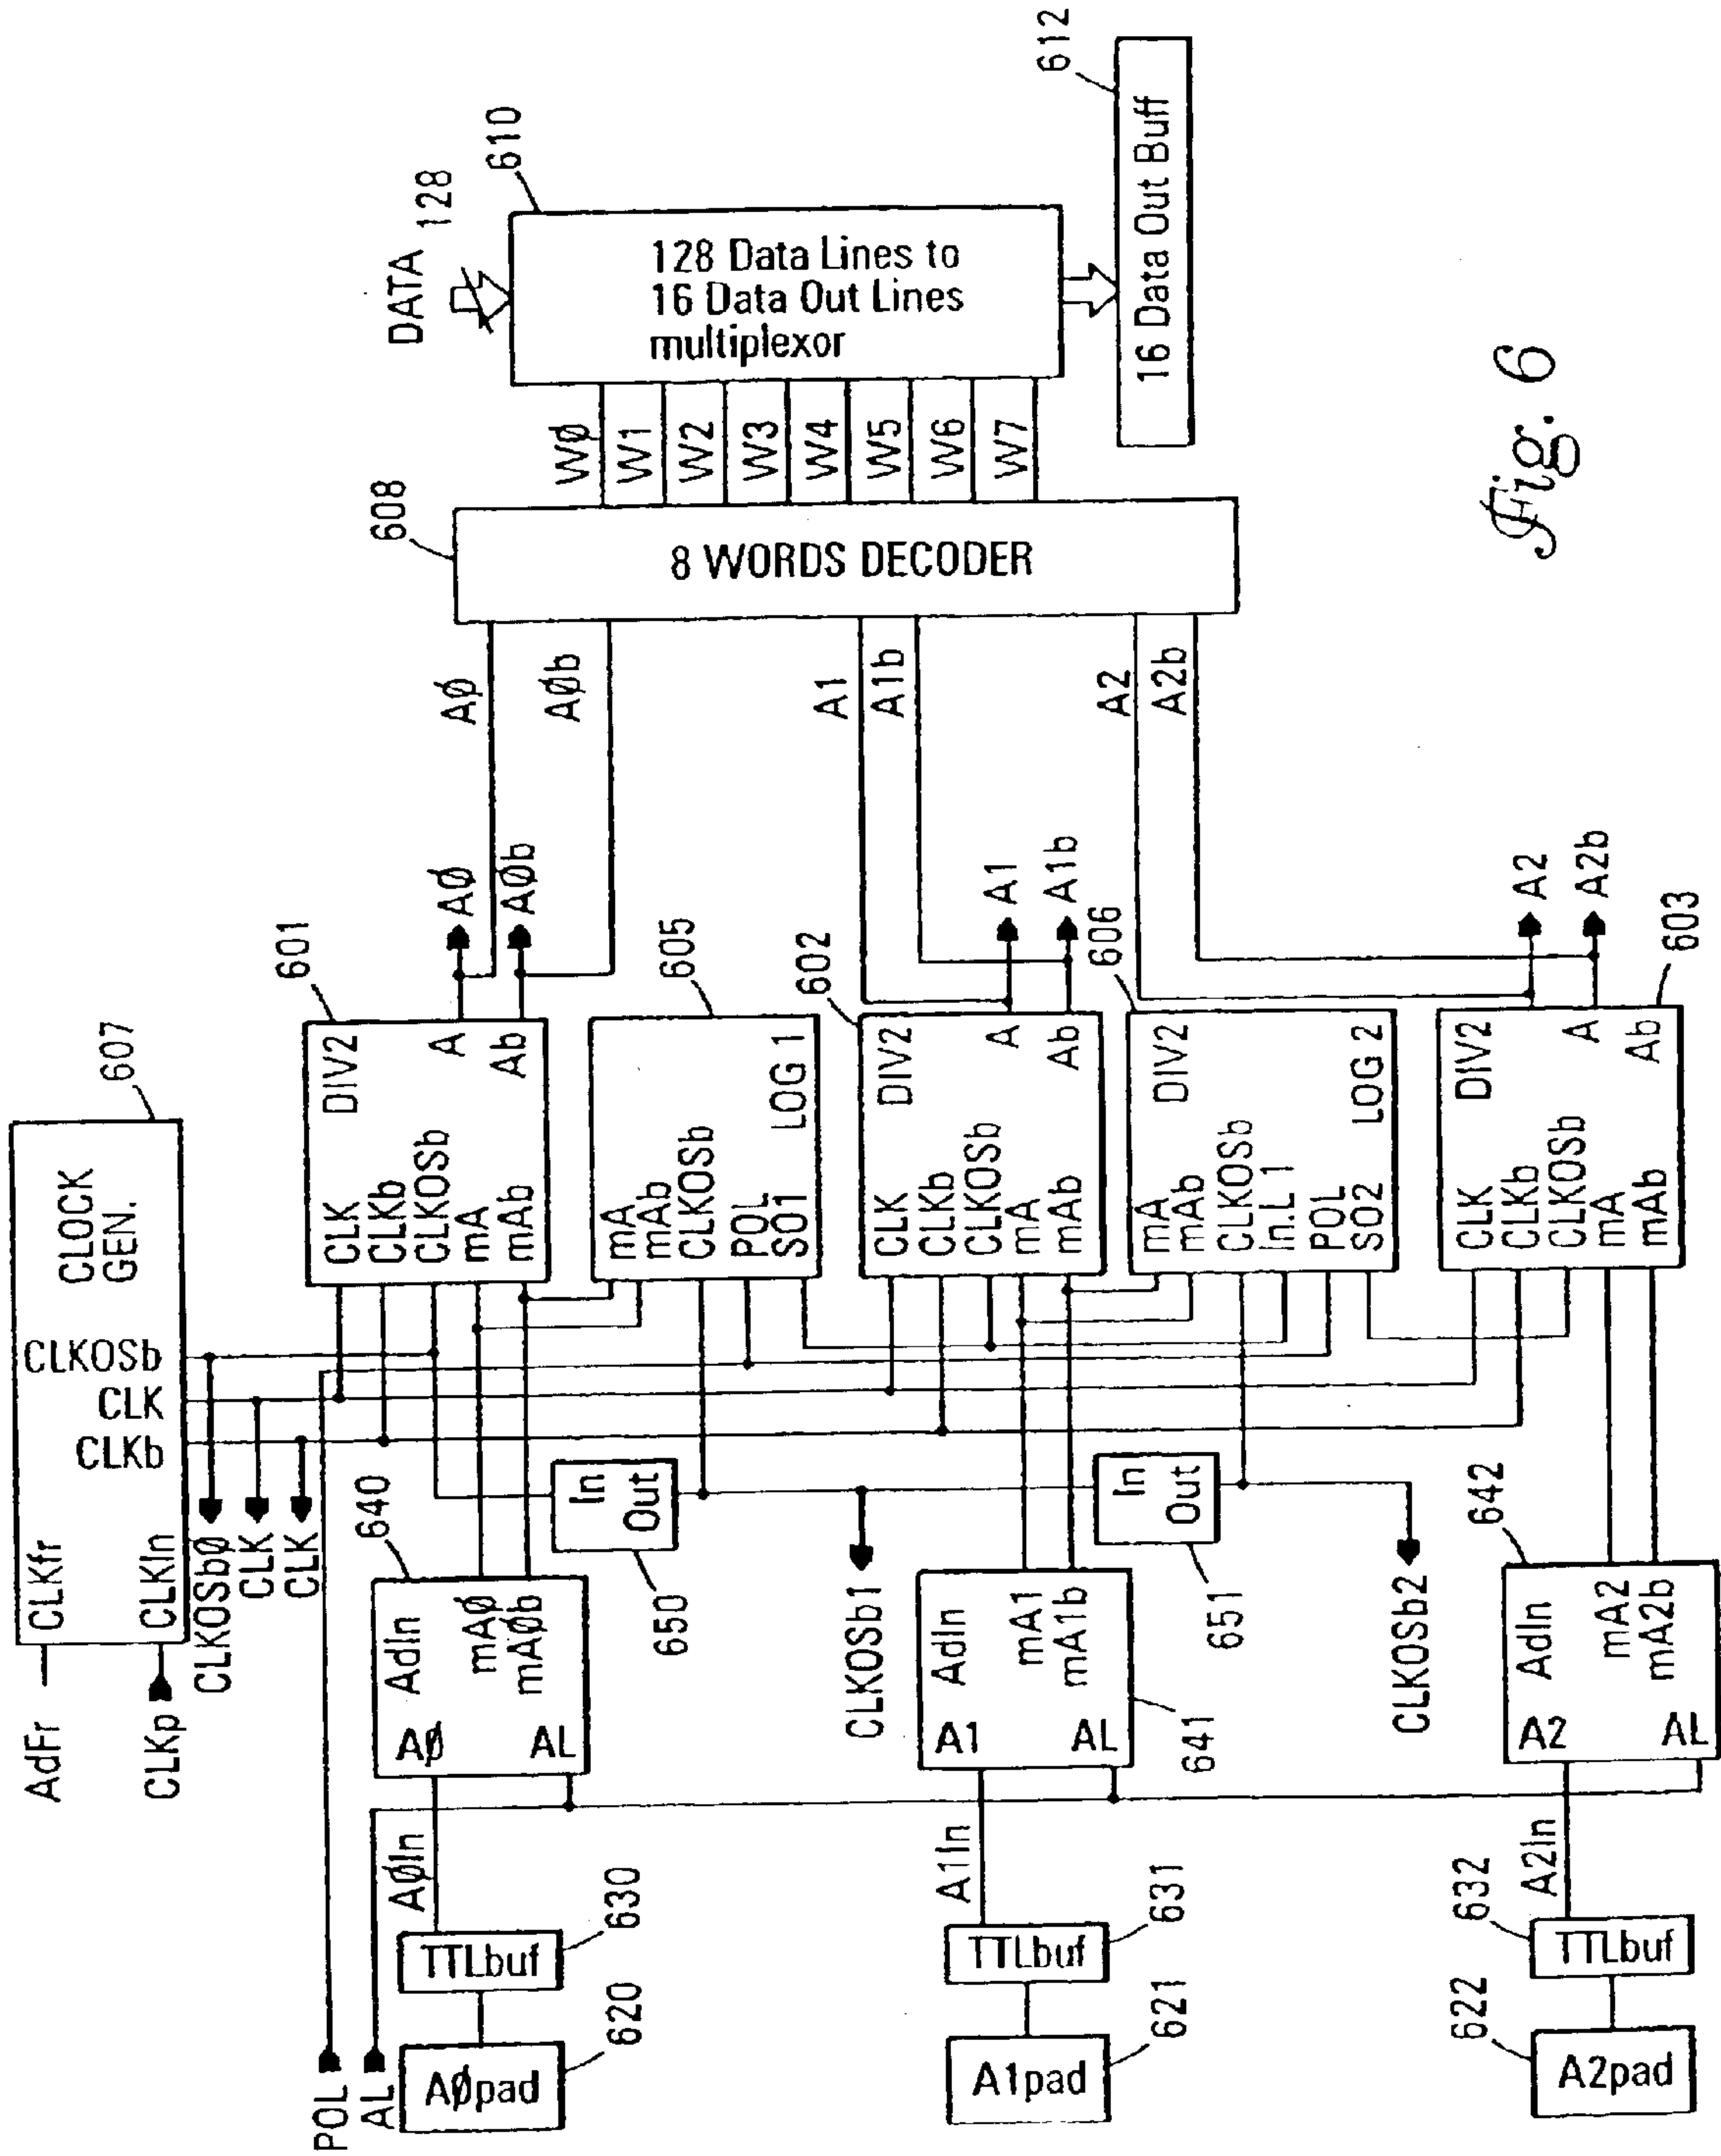 AdFr
CLKp
CLKfr
CLKIn
CLOCK
GEN.
CLKOSb
CLK
CLKb
607
CLKOSbØ
CLK
CLK
POL
AL
AØpad
620
TTLbuf
630
AØIn
AØ
AL
AdIn
mAØ
mAØb
640
In
Out
650
CLK
CLKb
CLKOSb
mA
mAb
DIV2
A
Ab
601
AØ
AØb
AØ
AØb
mA
mAb
CLKOSb
POL
SO1
LOG 1
605
A1pad
621
TTLbuf
631
A1In
A1
AL
AdIn
mA1
mA1b
641
CLKOSb1
In
Out
651
CLK
CLKb
CLKOSb
mA
mAb
DIV2
A
Ab
602
A1
A1b
A1
A1b
mA
mAb
CLKOSb
In.L1
POL
SO2
DIV2
LOG 2
606
A2pad
622
TTLbuf
632
A2In
A2
AL
AdIn
mA2
mA2b
642
CLKOSb2
CLK
CLKb
CLKOSb
mA
mAb
DIV2
A
Ab
603
A2
A2b
A2
A2b
8 WORDS DECODER
608
WØ
W1
W2
W3
W4
W5
W6
W7
DATA
128
128 Data Lines to
16 Data Out Lines
multiplexor
610
16 Data Out Buff
612
Fig. 6